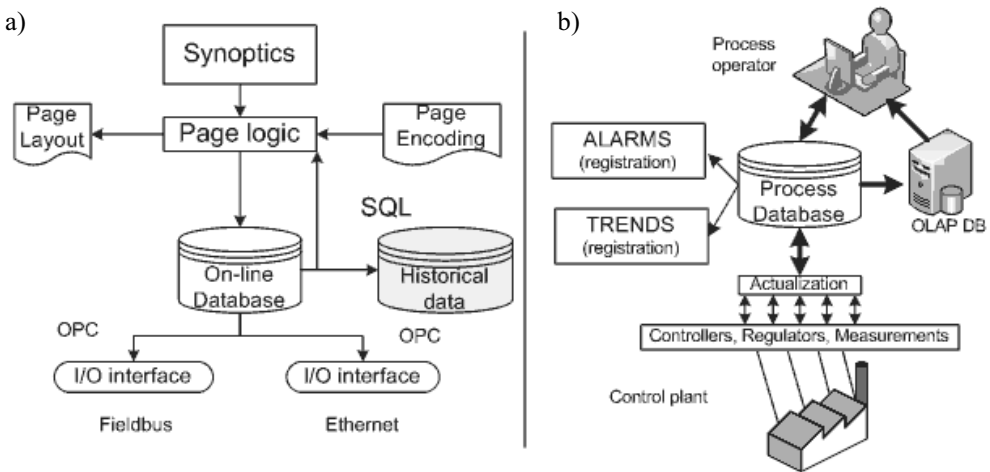 a)
Synoptics
Page
Layout
Page logic
Page
Encoding
SQL
On-line
Database
Historical
data
OPC
OPC
I/O interface
I/O interface
Fieldbus
Ethernet
b)
Process
operator
ALARMS
(registration)
TRENDS
(registration)
Process
Database
OLAP DB
Actualization
Controllers, Regulators, Measurements
Control plant